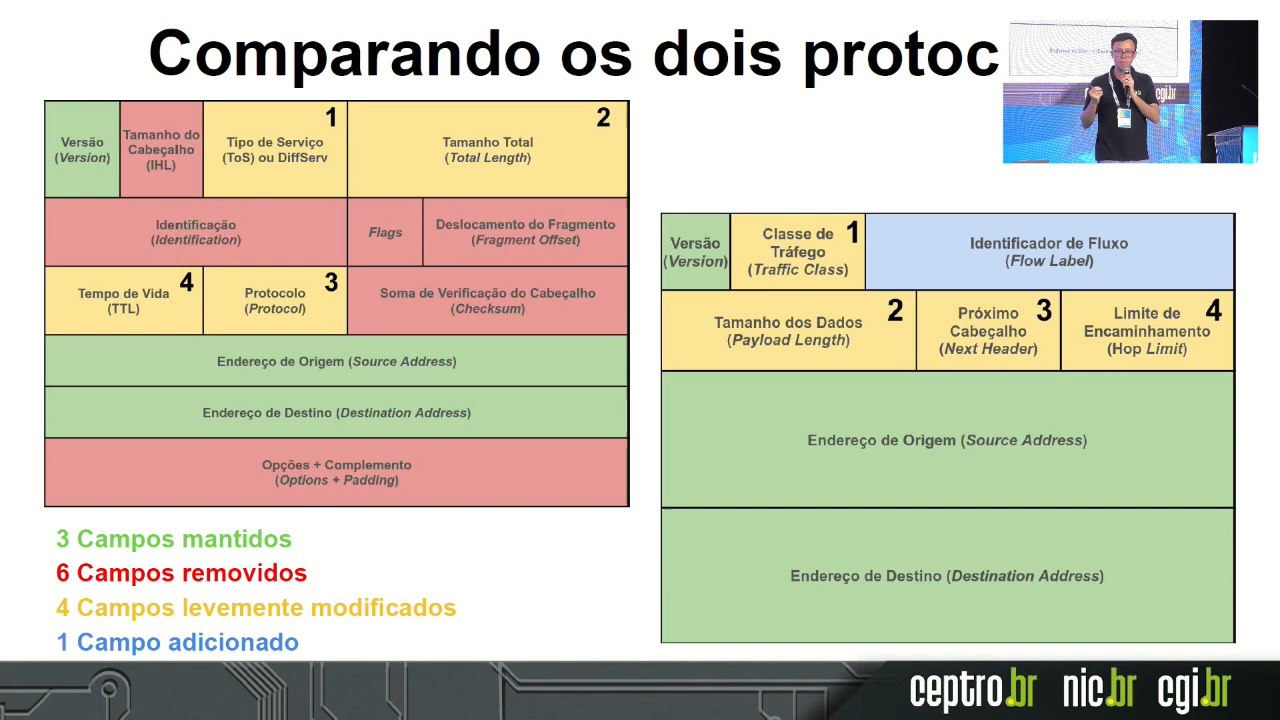 Comparando os dois protoc
cgi.br
Versão
(Version)
Tamanho do
Cabeçalho
(IHL)
Tipo de Serviço
(ToS) ou DiffServ
1
Tamanho Total
(Total Length)
2
Identificação
(Identification)
Flags
Deslocamento do Fragmento
(Fragment Offset)
Tempo de Vida
(TTL)
4
Protocolo
(Protocol)
3
Soma de Verificação do Cabeçalho
(Checksum)
Endereço de Origem (Source Address)
Endereço de Destino (Destination Address)
Opções + Complemento
(Options + Padding)
Versão
(Version)
Classe de
Tráfego
(Traffic Class)
1
Identificador de Fluxo
(Flow Label)
Tamanho dos Dados
(Payload Length)
2
Próximo
Cabeçalho
(Next Header)
3
Limite de
Encaminhamento
(Hop Limit)
4
Endereço de Origem (Source Address)
Endereço de Destino (Destination Address)
3 Campos mantidos
6 Campos removidos
4 Campos levemente modificados
1 Campo adicionado
ceptro.br nic.br cgi.br